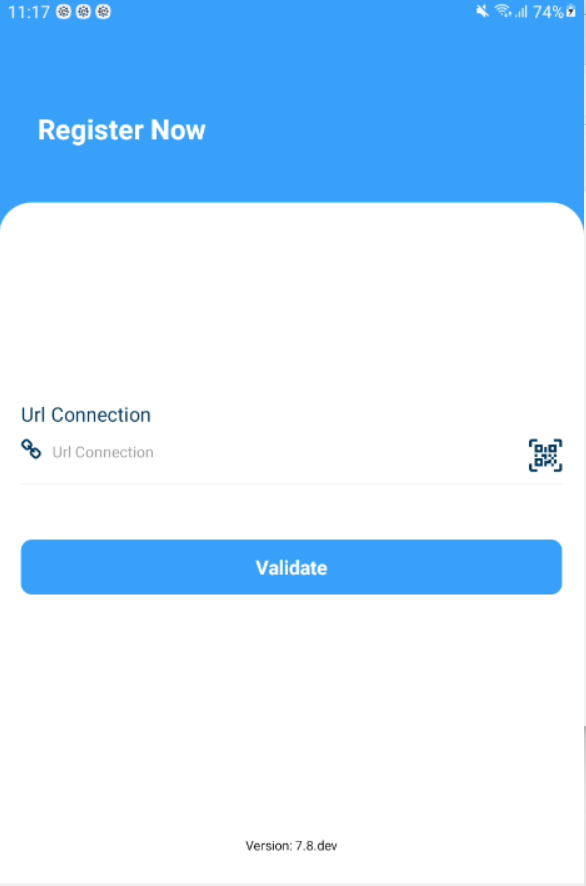 11:17 74%
Register Now
Url Connection
Url Connection
Validate
Version: 7.8.dev